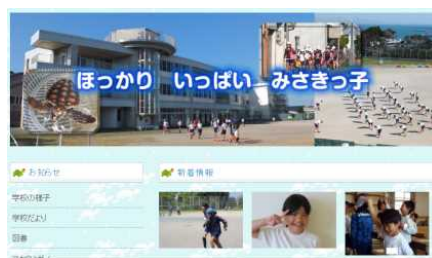 ほっかり いっぱい みさきっ子
お知らせ
新着情報
学校の様子
学校だより
図書